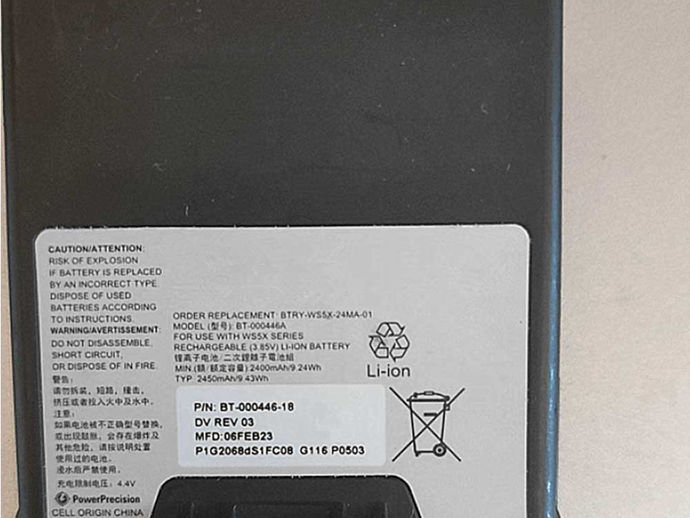 CAUTION/ATTENTION:
RISK OF EXPLOSION
IF BATTERY IS REPLACED
BY AN INCORRECT TYPE.
DISPOSE OF USED
BATTERIES ACCORDING
TO INSTRUCTIONS.
WARNING/AVERTISSEMENT:
DO NOT DISASSEMBLE,
SHORT CIRCUIT,
OR DISPOSE OF IN FIRE.
警告:
请勿拆装，短路，撞击，
挤压或者投入火中及水中.
注意:
如果电池被不正确型号替换,
或出现鼓胀，会存在爆炸及
其他危险，请按说明处置
使用过的电池.
浸水后严禁使用.
充电限制电压: 4.4V
PowerPrecision
CELL ORIGIN CHINA
ORDER REPLACEMENT: BTRY-WS5X-24MA-01
MODEL (型号): BT-000446A
FOR USE WITH WS5X SERIES
RECHARGEABLE (3.85V) LI-ION BATTERY
锂离子电池/二次鋰離子電池組
MIN.(額/额定容量) 2400mAh/9.24Wh
TYP 2450mAh/9.43Wh
Li-ion
P/N: BT-000446-18
DV REV 03
MFD:06FEB23
P1G2068dS1FC08 G116 P0503